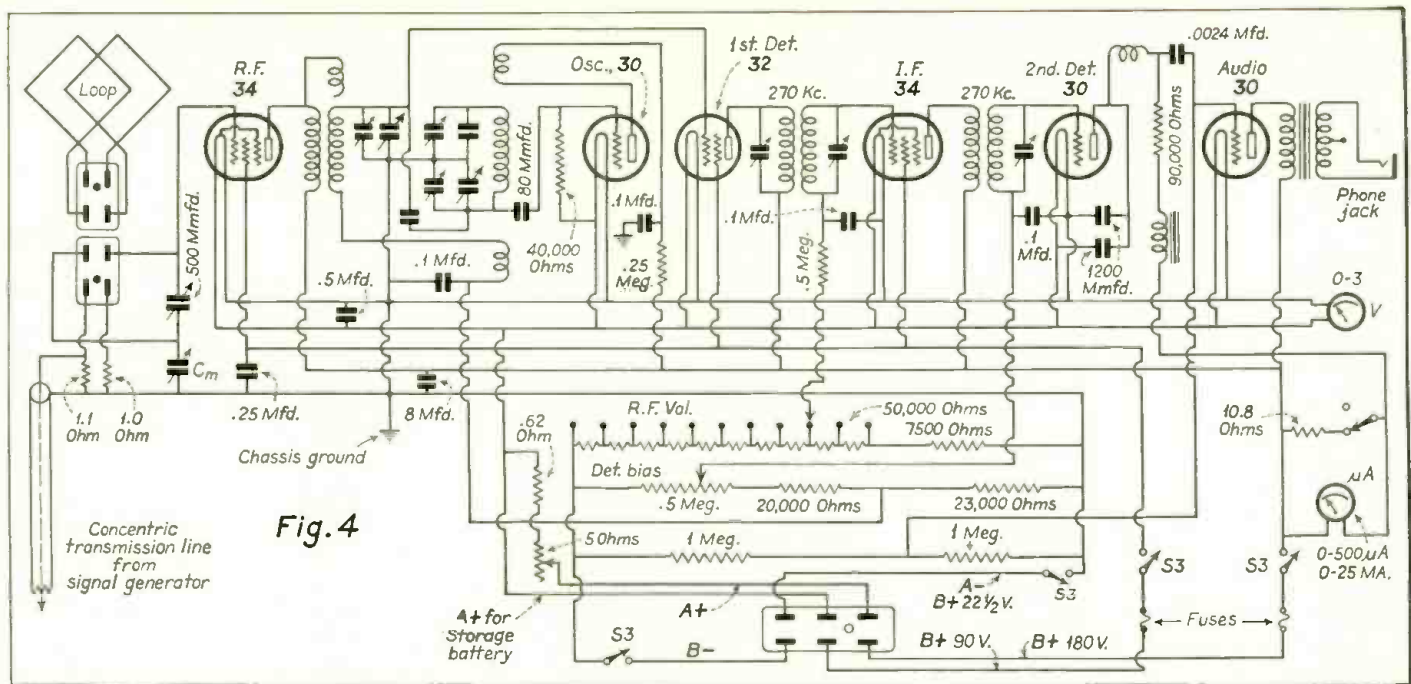 Loop
R.F.
34
Osc., 30
1st. Det.
32
I.F.
34
2nd. Det.
30
.0024 Mfd.
Audio
30
270 Kc.
270 Kc.
90,000 Ohms
Phone
jack
500 Mmfd.
80 Mmfd.
.1 Mfd.
40,000
Ohms
.25
Meg.
.1 Mfd.
.5 Meg.
.1
Mfd.
1200
Mmfd.
.1 Mfd.
.5 Mfd.
0-3
V
Cm
1.1
Ohm
1.0
Ohm
.25 Mfd.
8 Mfd.
Chassis ground
R.F. Val.
50,000 Ohms
7500 Ohms
10.8
Ohms
.62
Ohm
Det. bias
.5 Meg.
20,000 Ohms
23,000 Ohms
μA
0-500μA
0-25 MA.
Concentric
transmission line
from
signal generator
Fig.4
5 Ohms
1 Meg.
1 Meg.
A+ for
Storage
battery
A+
A-
B+ 22½ V.
S3
S3
S3
Fuses
S3
B-
B+ 90 V.
B+ 180 V.